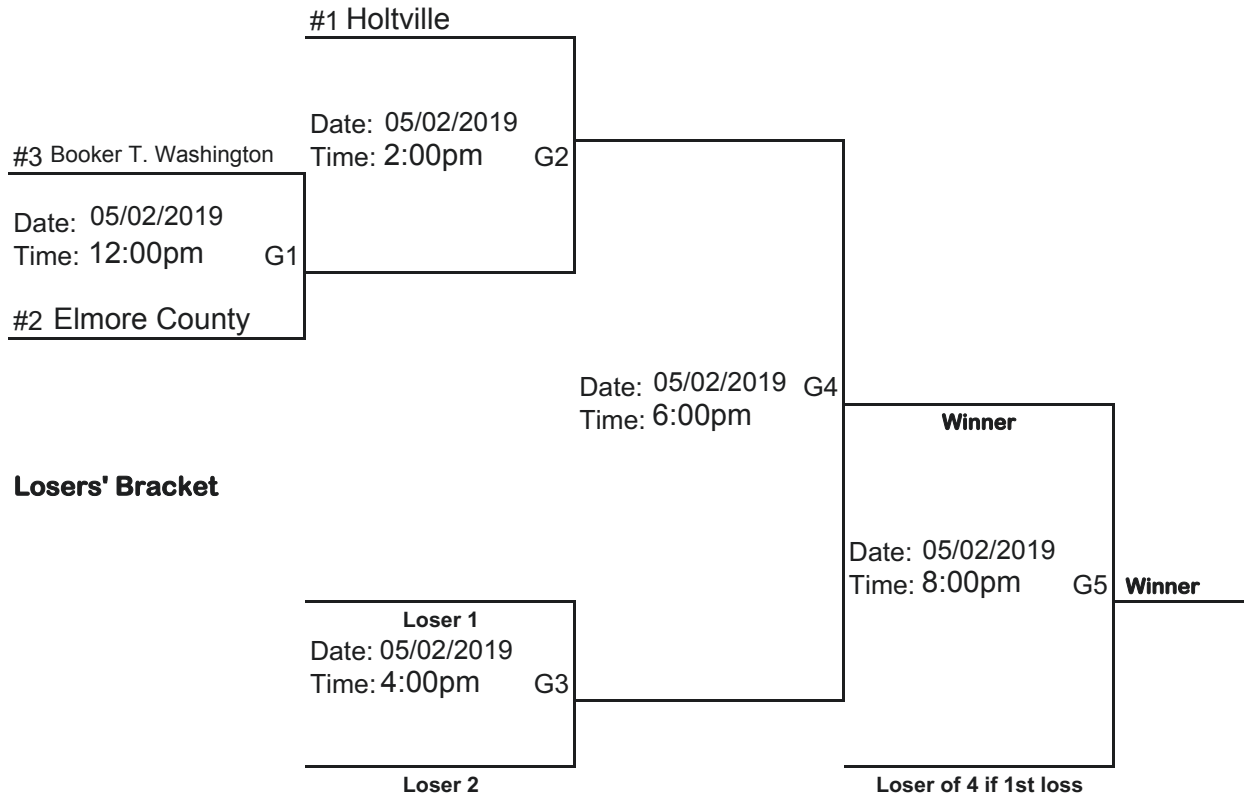 #1 Holtville
Date: 05/02/2019
Time: 2:00pm G2
#3 Booker T. Washington
Date: 05/02/2019
Time: 12:00pm G1
#2 Elmore County
Date: 05/02/2019 G4
Time: 6:00pm
Winner
Losers' Bracket
Date: 05/02/2019
Time: 8:00pm G5 Winner
Loser 1
Date: 05/02/2019
Time: 4:00pm G3
Loser 2
Loser of 4 if 1st loss